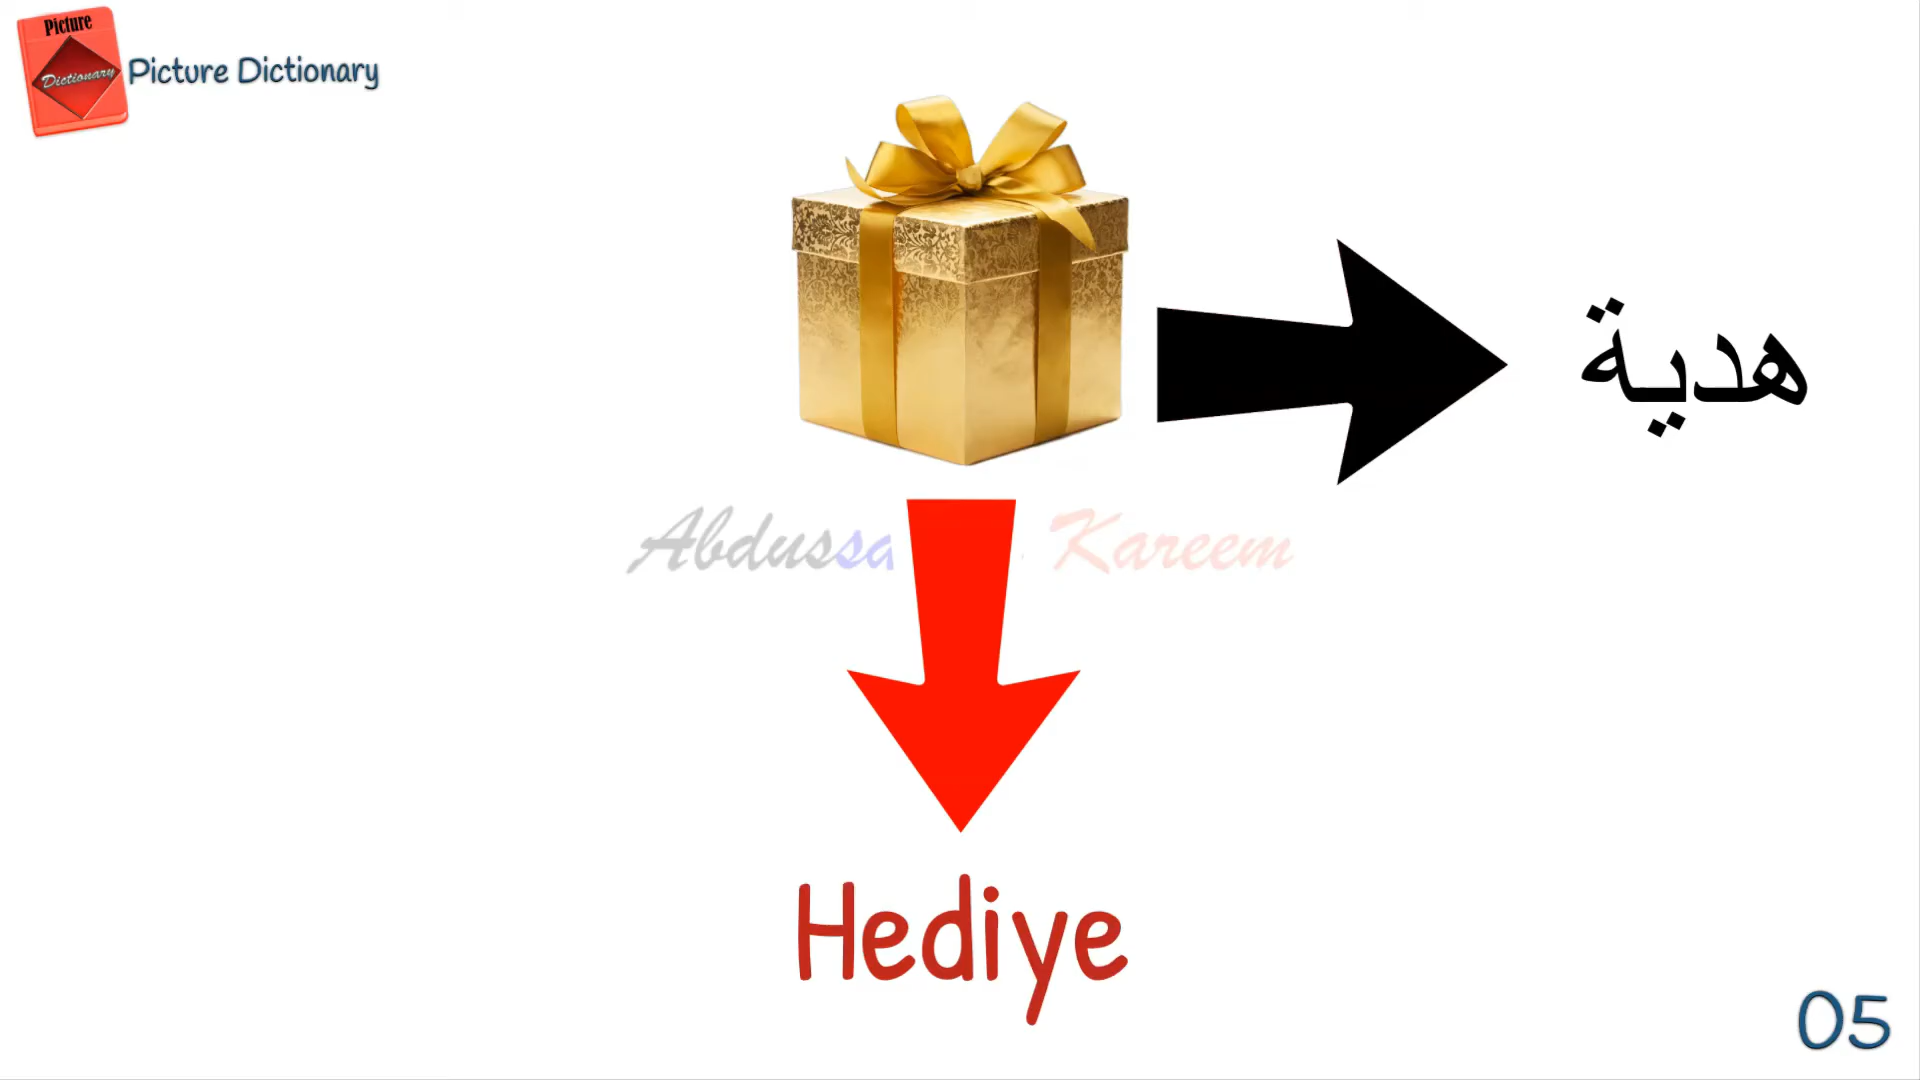 Picture
Dictionary
Picture Dictionary
هدية
Kareem
Hediye
05